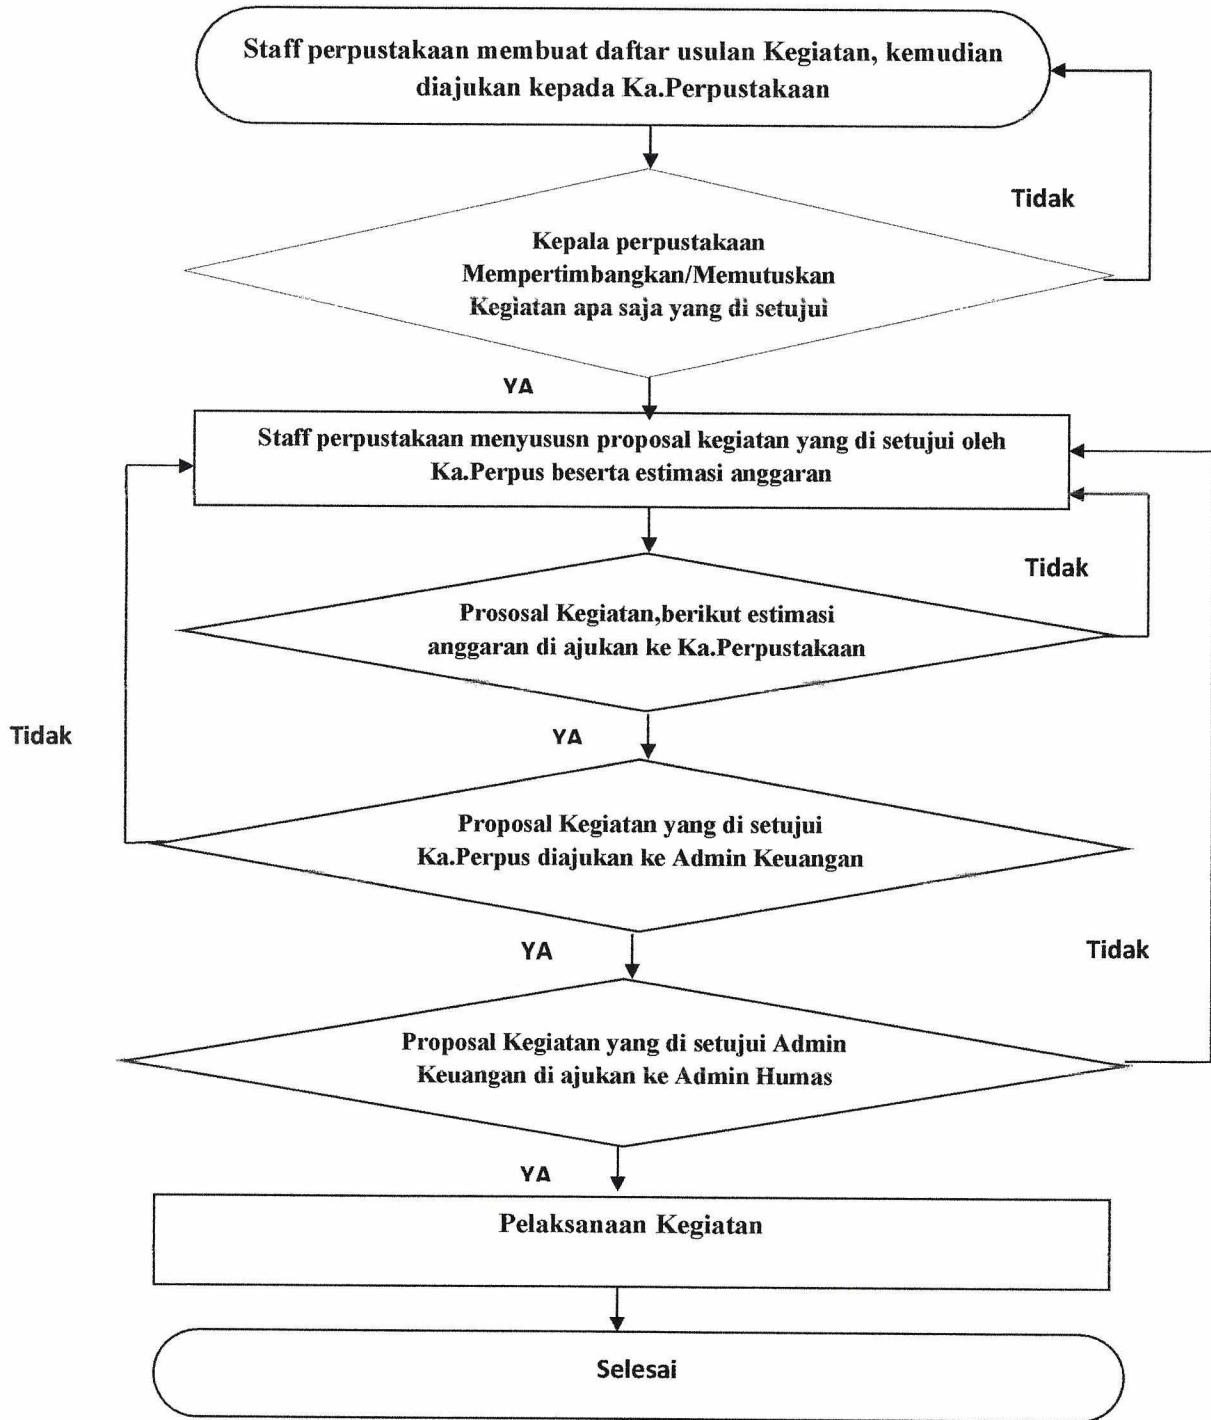 Staff perpustakaan membuat daftar usulan Kegiatan, kemudian
diajukan kepada Ka.Perpustakaan
Tidak
Kepala perpustakaan
Mempertimbangkan/Memutuskan
Kegiatan apa saja yang di setujui
YA
Staff perpustakaan menyususn proposal kegiatan yang di setujui oleh
Ka.Perpus beserta estimasi anggaran
Tidak
Prososal Kegiatan,berikut estimasi
anggaran di ajukan ke Ka.Perpustakaan
Tidak
YA
Proposal Kegiatan yang di setujui
Ka.Perpus diajukan ke Admin Keuangan
YA
Tidak
Proposal Kegiatan yang di setujui Admin
Keuangan di ajukan ke Admin Humas
YA
Pelaksanaan Kegiatan
Selesai